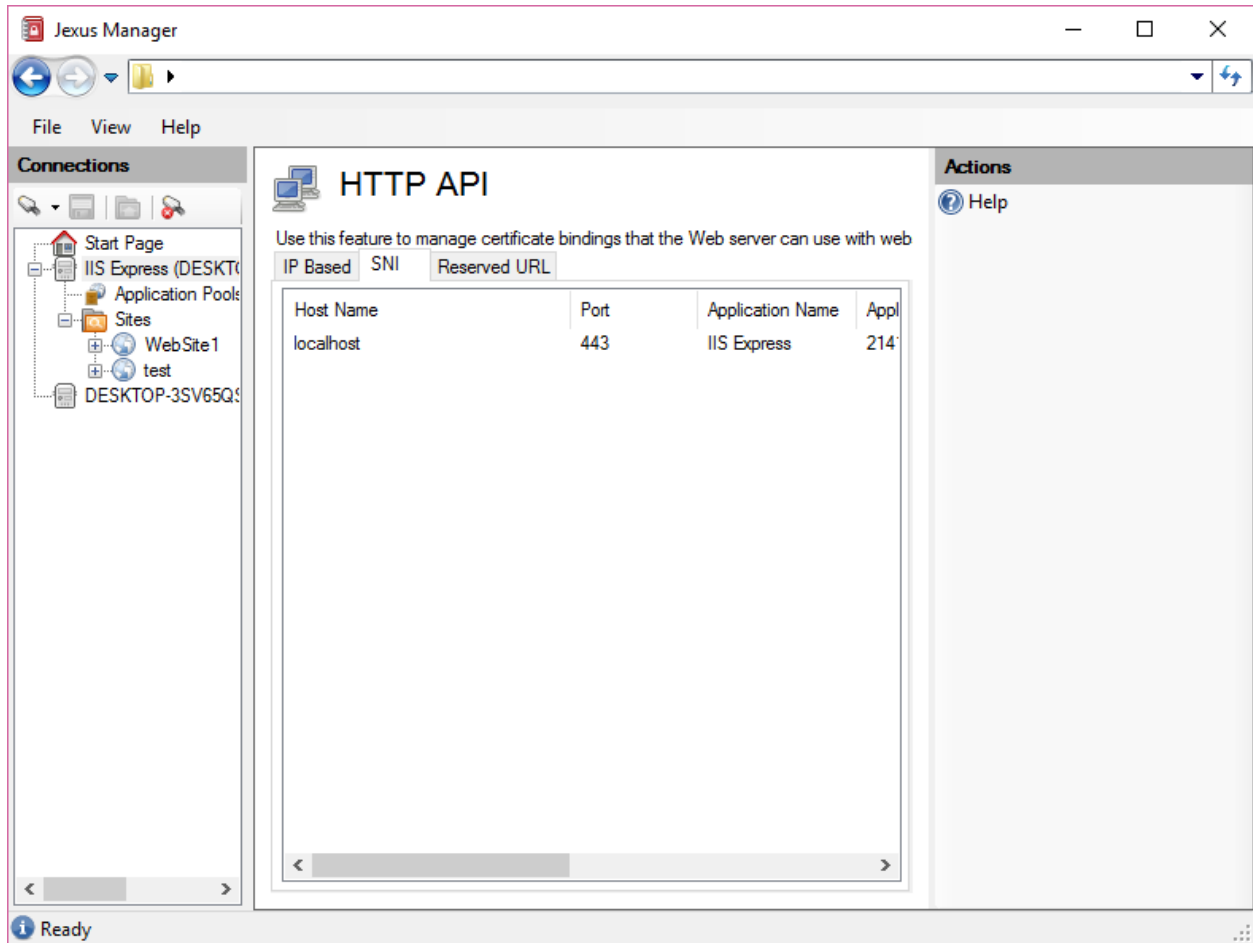 Jexus Manager
File View Help
Connections
Start Page
IIS Express (DESKT
Application Pools
Sites
WebSite1
test
DESKTOP-3SV65QS
HTTP API
Use this feature to manage certificate bindings that the Web server can use with web
IP Based SNI Reserved URL
Host Name Port Application Name Appl
localhost 443 IIS Express 214
Actions
Help
Ready